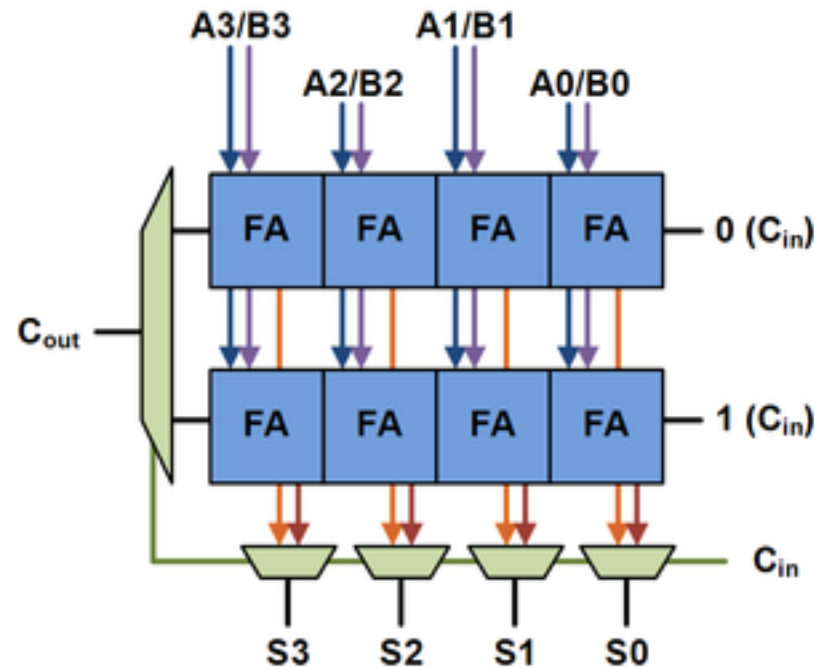 A3/B3
A1/B1
A2/B2
A0/B0
FA
FA
FA
FA
0 (Cin)
Cout
FA
FA
FA
FA
1 (Cin)
Cin
S3
S2
S1
S0